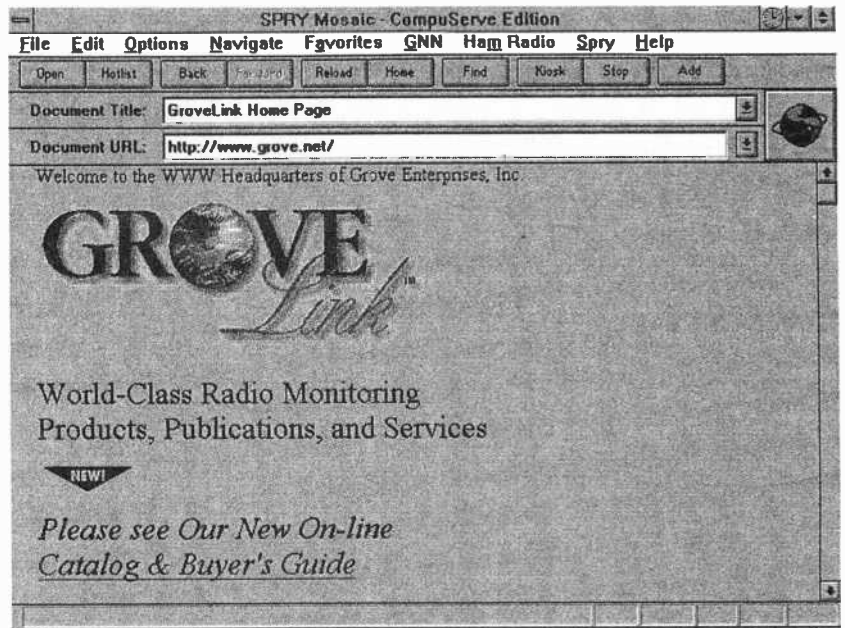 SPRY Mosaic - CompuServe Edition
File Edit Options Navigate Favorites GNN Ham Radio Spry Help
Open Hotlist Back Forward Reload Home Find Kiosk Stop Add
Document Title: GroveLink Home Page
Document URL: http://www.grove.net/
Welcome to the WWW Headquarters of Grove Enterprises, Inc.
GROVE
Link™
World-Class Radio Monitoring
Products, Publications, and Services
NEW!
Please see Our New On-line
Catalog & Buyer's Guide